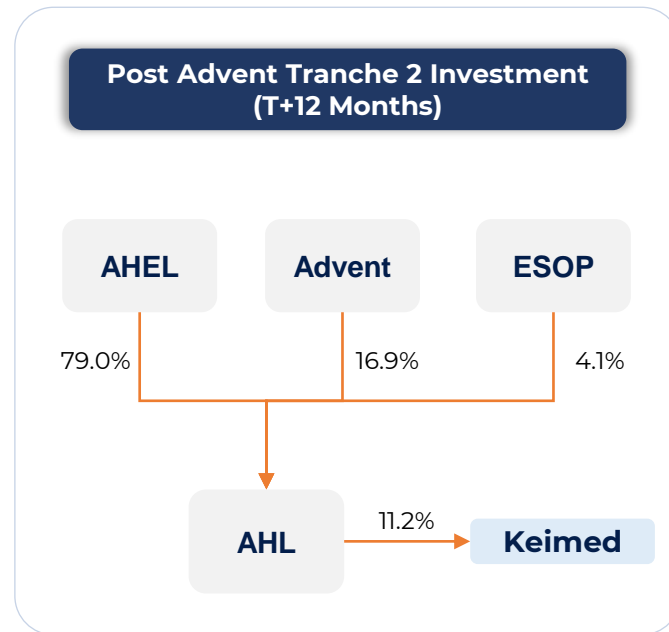 Post Advent Tranche 2 Investment
(T+12 Months)
AHEL
Advent
ESOP
79.0%
16.9%
4.1%
AHL
11.2%
Keimed